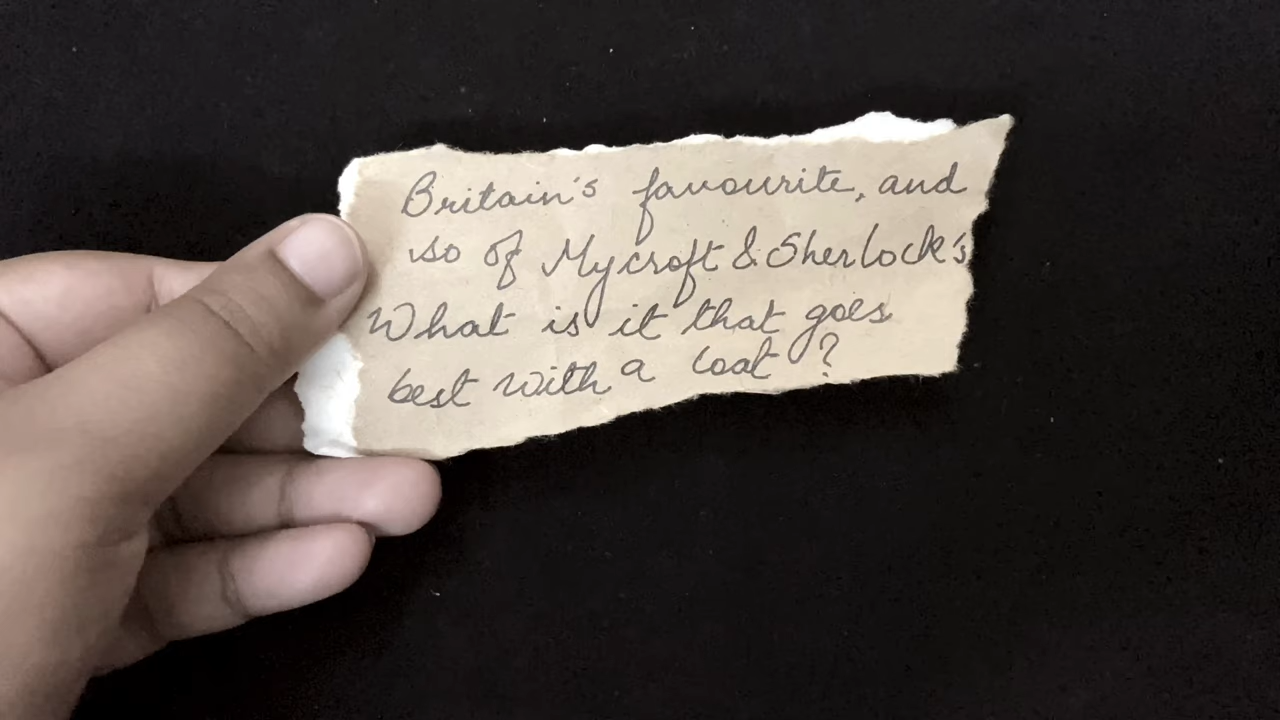 Britain's favourite, and
so of Mycroft & Sherlock's
What is it that goes
best with a coat ?